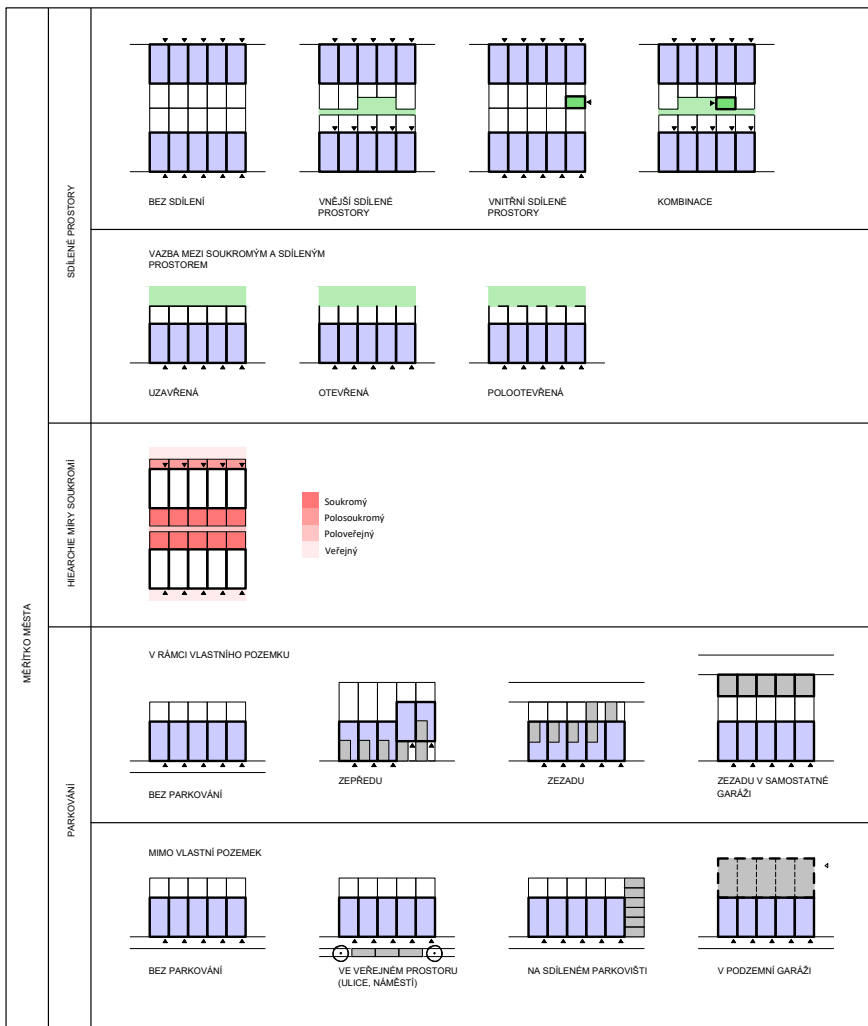 MĚŘÍTKO MĚSTA
SDÍLENÉ PROSTORY
BEZ SDÍLENÍ
VNĚJŠÍ SDÍLENÉ
PROSTORY
VNITŘNÍ SDÍLENÉ
PROSTORY
KOMBINACE
VAZBA MEZI SOUKROMÝM A SDÍLENÝM
PROSTOREM
UZAVŘENÁ
OTEVŘENÁ
POLOOTEVŘENÁ
HIEARCHIE MÍRY SOUKROMÍ
Soukromý
Polosoukromý
Poloveřejný
Veřejný
PARKOVÁNÍ
V RÁMCI VLASTNÍHO POZEMKU
BEZ PARKOVÁNÍ
ZEPŘEDU
ZEZADU
ZEZADU V SAMOSTATNÉ
GARÁŽI
MIMO VLASTNÍ POZEMEK
BEZ PARKOVÁNÍ
VE VEŘEJNÉM PROSTORU
(ULICE, NÁMĚSTÍ)
NA SDÍLENÉM PARKOVIŠTI
V PODZEMNÍ GARÁŽI